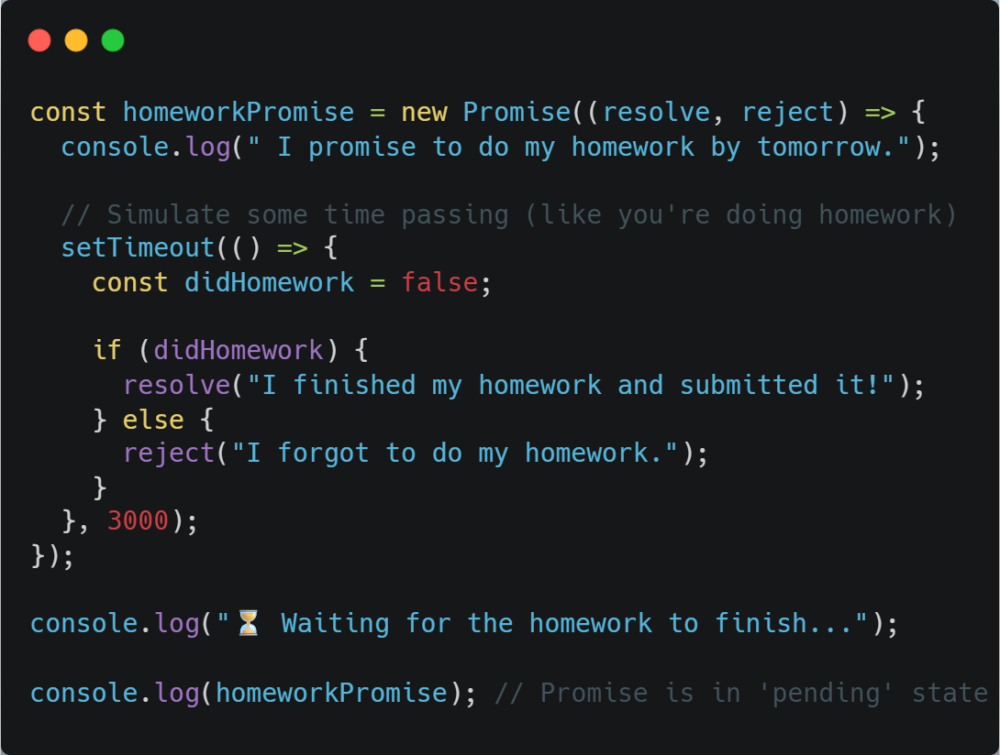 const homeworkPromise = new Promise((resolve, reject) => {
  console.log(" I promise to do my homework by tomorrow.");

  // Simulate some time passing (like you're doing homework)
  setTimeout(() => {
    const didHomework = false;

    if (didHomework) {
      resolve("I finished my homework and submitted it!");
    } else {
      reject("I forgot to do my homework.");
    }
  }, 3000);
});

console.log("⏳ Waiting for the homework to finish...");

console.log(homeworkPromise); // Promise is in 'pending' state